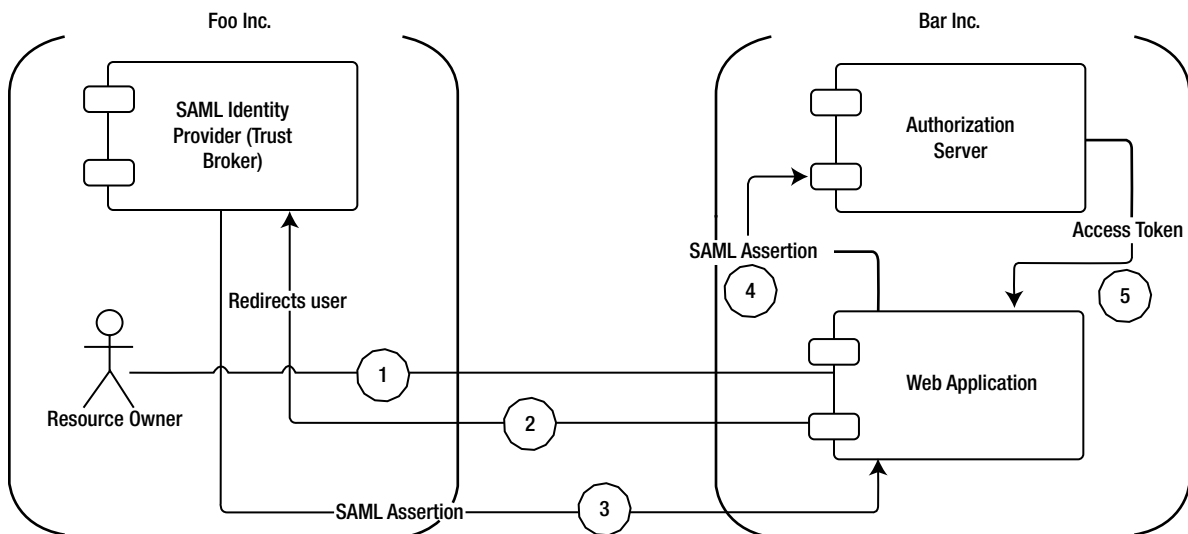 Foo Inc.
Bar Inc.
SAML Identity
Provider (Trust
Broker)
Authorization
Server
SAML Assertion
Access Token
4
5
Redirects user
1
Web Application
Resource Owner
2
SAML Assertion
3